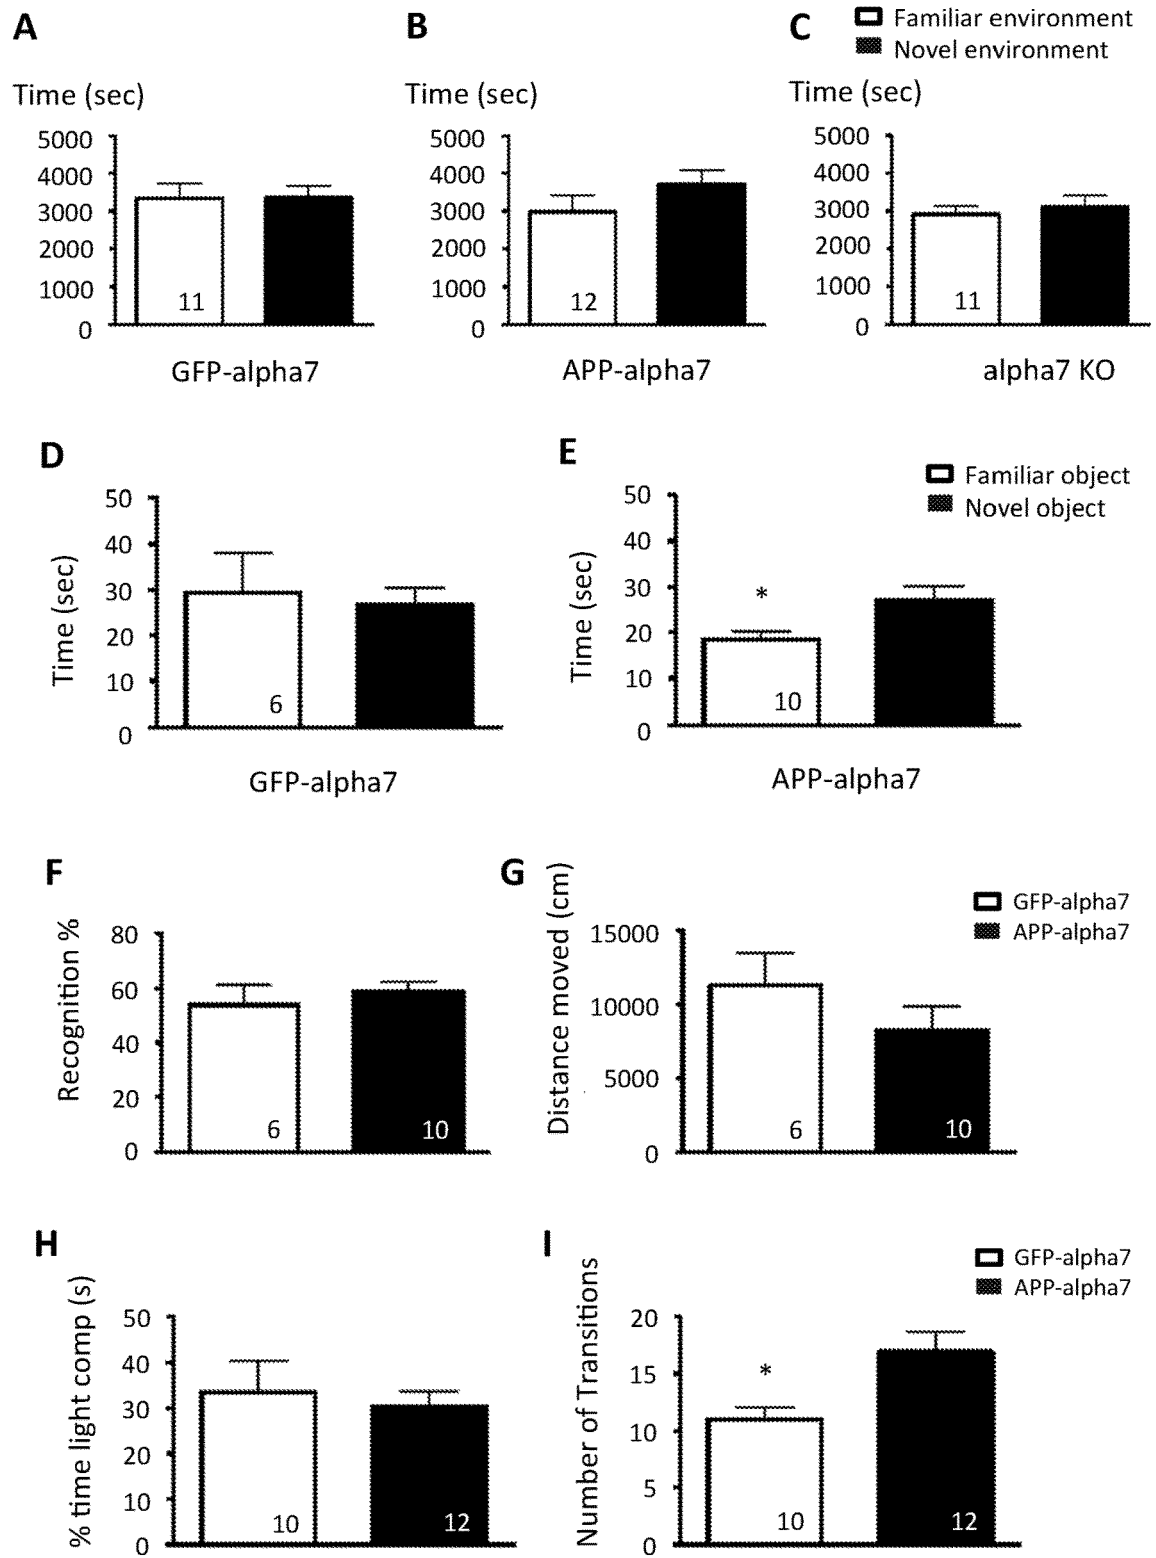 A
B
C
Familiar environment
Novel environment
Time (sec)
5000
4000
3000
2000
1000
0
11
GFP-alpha7
Time (sec)
5000
4000
3000
2000
1000
0
12
APP-alpha7
Time (sec)
5000
4000
3000
2000
1000
0
11
alpha7 KO
D
Time (sec)
50
40
30
20
10
0
6
GFP-alpha7
E
Familiar object
Novel object
Time (sec)
50
40
30
20
10
0
*
10
APP-alpha7
F
Recognition %
80
60
40
20
0
6
10
G
GFP-alpha7
APP-alpha7
Distance moved (cm)
15000
10000
5000
0
6
10
H
% time light comp (s)
50
40
30
20
10
0
10
12
I
GFP-alpha7
APP-alpha7
Number of Transitions
20
15
10
5
0
*
10
12